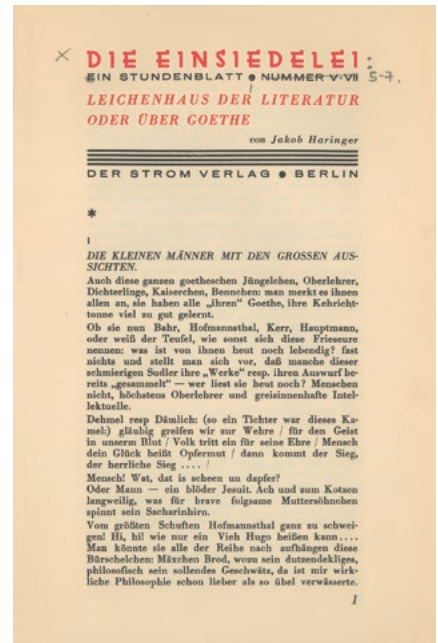 DIE EINSIEDELEI:
EIN STUNDENBLATT ● NUMMER V-VII 5-7.
LEICHENHAUS DER LITERATUR
ODER ÜBER GOETHE
von Jakob Haringer
DER STROM VERLAG ● BERLIN
*
I
DIE KLEINEN MÄNNER MIT DEN GROSSEN AUS-
SICHTEN.
Auch diese ganzen goetheschen Jüngelchen, Oberlehrer,
Dichterlinge, Kaiserchen, Bennchen: man merkt es ihnen
allen an, sie haben alle „ihren“ Goethe, ihre Kehricht-
tonne viel zu gut gelernt.
Ob sie nun Bahr, Hofmannsthal, Kerr, Hauptmann,
oder weiß der Teufel, wie sonst sich diese Frieseure
nennen: was ist von ihnen heut noch lebendig? fast
nichts und stellt man sich vor, daß manche dieser
schmierigen Sudler ihre „Werke“ resp. ihren Auswurf be-
reits „gesammelt“ — wer liest sie heut noch? Menschen
nicht, höchstens Oberlehrer und greisinnenhafte Intel-
lektuelle.
Dehmel resp Dämlich: (so ein Tichter war dieses Ka-
mel:) gläubig greifen wir zur Wehre / für den Geist
in unserm Blut / Volk tritt ein für seine Ehre / Mensch
dein Glück heißt Opfermut / dann kommt der Sieg,
der herrliche Sieg .... /
Mensch! Wat, dat is scheen un dapfer?
Oder Mann — ein blöder Jesuit. Ach und zum Kotzen
langweilig, was für brave folgsame Muttersöhnchen
spinnt sein Sacharinhirn.
Vom größten Schuften Hofmannsthal ganz zu schwei-
gen! Hi, hi! wie nur ein Vieh Hugo heißen kann....
Man könnte sie alle der Reihe nach aufhängen diese
Bürschelchen: Mäxchen Brod, wozu sein dutzendekliges,
philosofisch sein sollendes Geschwätz, da ist mir wirk-
liche Philosophie schon lieber als so übel verwässerte.
1